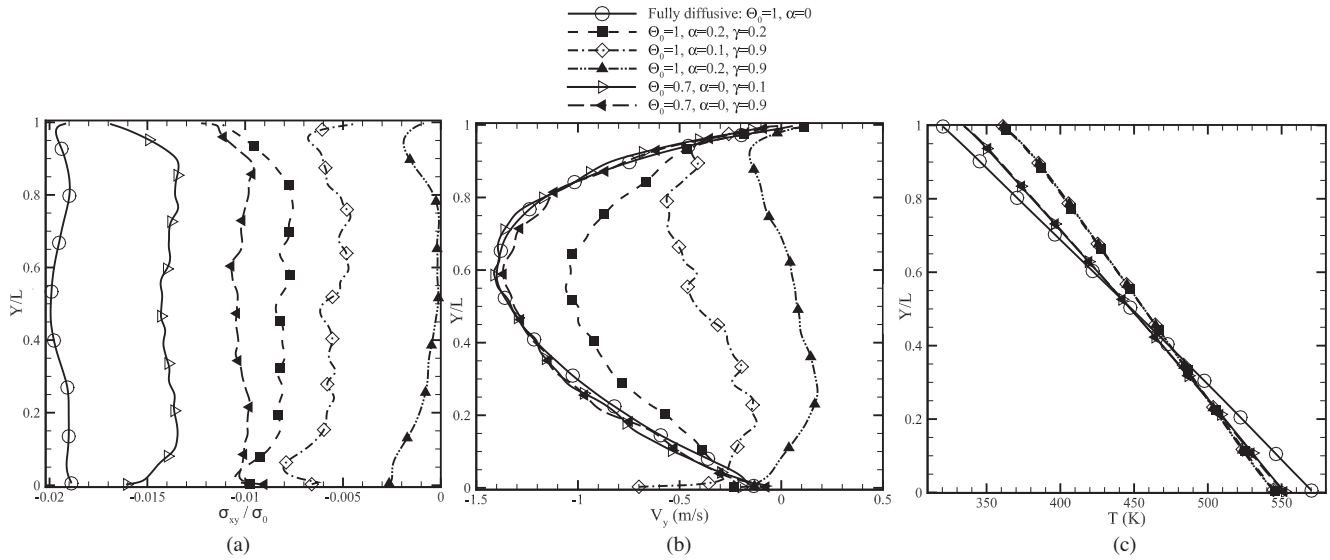 Fully diffusive: Θ₀=1, α=0
Θ₀=1, α=0.2, γ=0.2
Θ₀=1, α=0.1, γ=0.9
Θ₀=1, α=0.2, γ=0.9
Θ₀=0.7, α=0, γ=0.1
Θ₀=0.7, α=0, γ=0.9
1
0.8
0.6
0.4
0.2
0
Y/L
-0.02 -0.015 -0.01 -0.005 0
σxy / σ0
(a)
1
0.8
0.6
0.4
0.2
0
Y/L
-1.5 -1 -0.5 0 0.5
Vy (m/s)
(b)
1
0.8
0.6
0.4
0.2
0
Y/L
350 400 450 500 550
T (K)
(c)